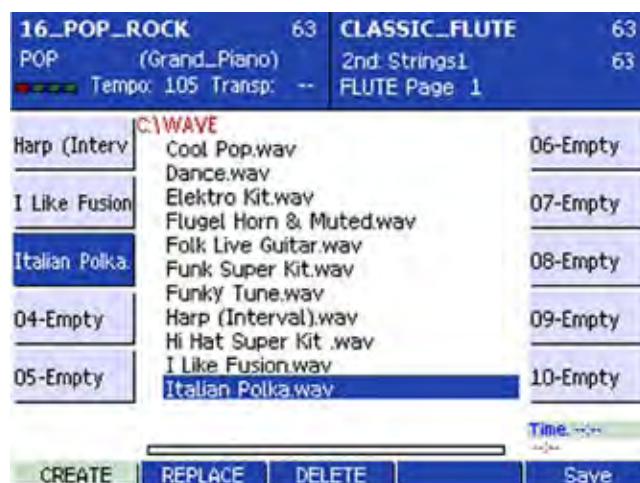 16_POP_ROCK 63 CLASSIC_FLUTE 63
POP (Grand_Piano) 2nd: Strings1 63
Tempo: 105 Transp: -- FLUTE Page 1
C:\WAVE
Harp (Interv
I Like Fusion
Italian Polka.
04-Empty
05-Empty
Cool Pop.wav
Dance.wav
Elektro Kit.wav
Flugel Horn & Muted.wav
Folk Live Guitar.wav
Funk Super Kit.wav
Funky Tune.wav
Harp (Interval).wav
Hi Hat Super Kit .wav
I Like Fusion.wav
Italian Polka.wav
06-Empty
07-Empty
08-Empty
09-Empty
10-Empty
Time. --:--
--:--
CREATE REPLACE DELETE Save